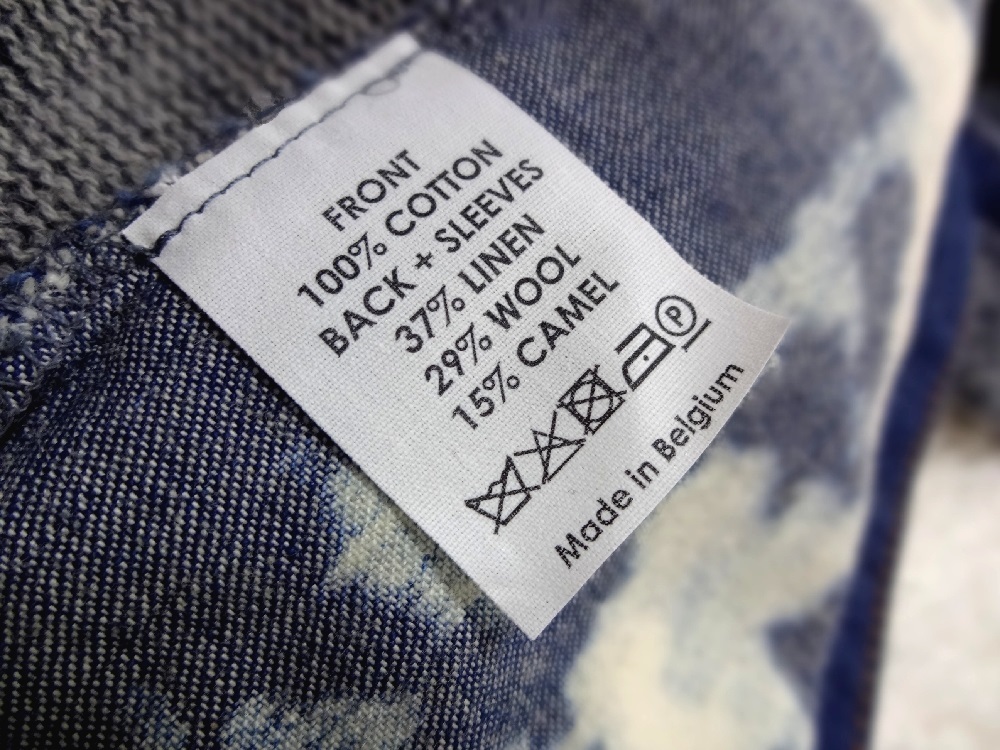 FRONT
100% COTTON
BACK + SLEEVES
37% LINEN
29% WOOL
15% CAMEL
P
Made in Belgium